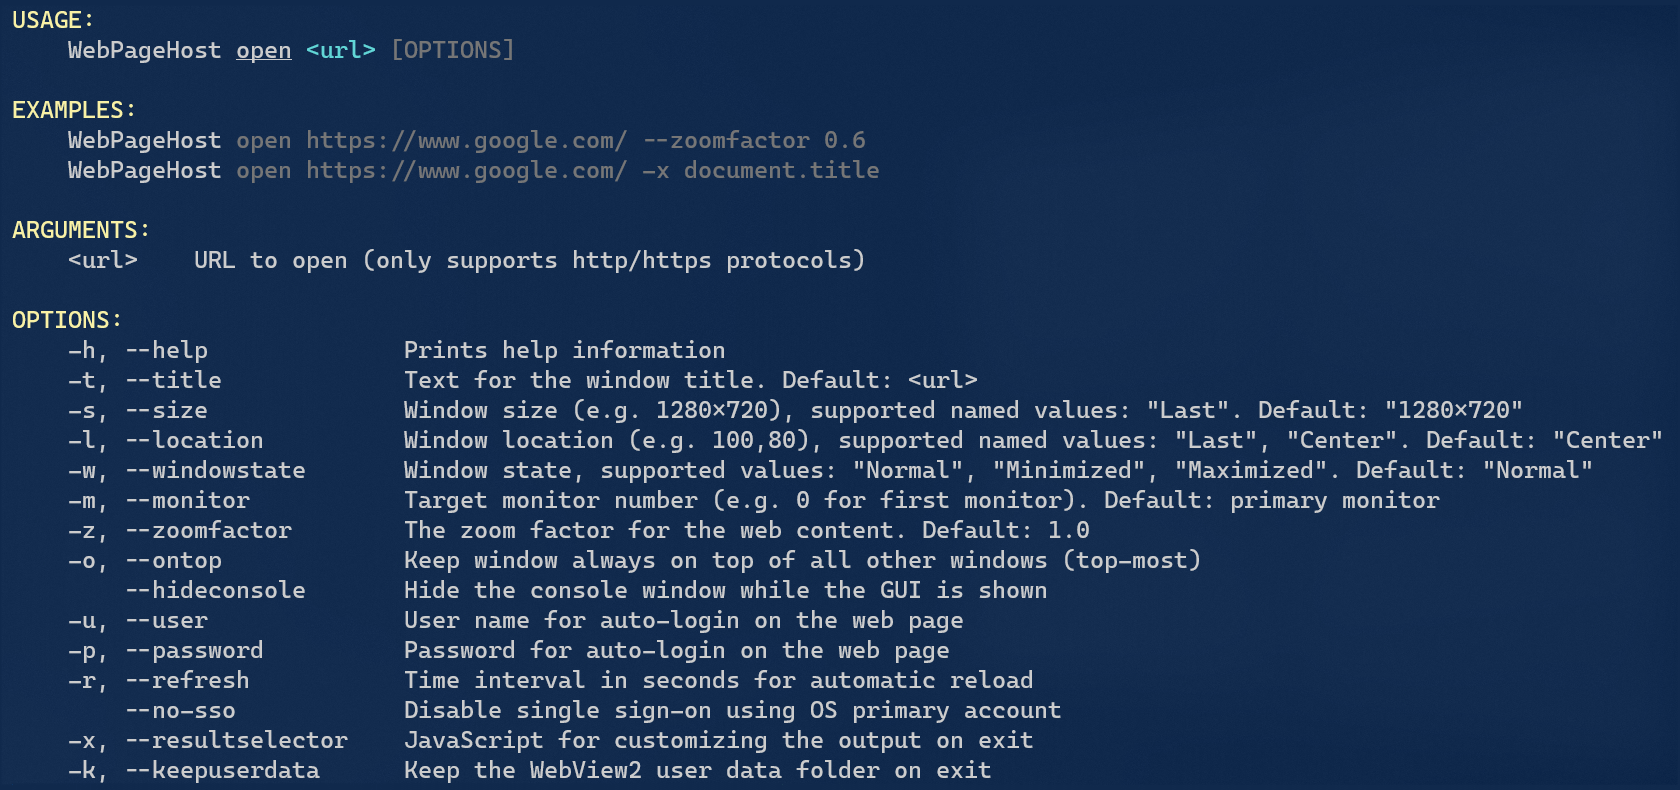 USAGE:
    WebPageHost open <url> [OPTIONS]

EXAMPLES:
    WebPageHost open https://www.google.com/ --zoomfactor 0.6
    WebPageHost open https://www.google.com/ -x document.title

ARGUMENTS:
    <url>    URL to open (only supports http/https protocols)

OPTIONS:
    -h, --help              Prints help information
    -t, --title             Text for the window title. Default: <url>
    -s, --size              Window size (e.g. 1280×720), supported named values: "Last". Default: "1280×720"
    -l, --location          Window location (e.g. 100,80), supported named values: "Last", "Center". Default: "Center"
    -w, --windowstate       Window state, supported values: "Normal", "Minimized", "Maximized". Default: "Normal"
    -m, --monitor           Target monitor number (e.g. 0 for first monitor). Default: primary monitor
    -z, --zoomfactor        The zoom factor for the web content. Default: 1.0
    -o, --ontop             Keep window always on top of all other windows (top-most)
        --hideconsole       Hide the console window while the GUI is shown
    -u, --user              User name for auto-login on the web page
    -p, --password          Password for auto-login on the web page
    -r, --refresh           Time interval in seconds for automatic reload
        --no-sso            Disable single sign-on using OS primary account
    -x, --resultselector    JavaScript for customizing the output on exit
    -k, --keepuserdata      Keep the WebView2 user data folder on exit